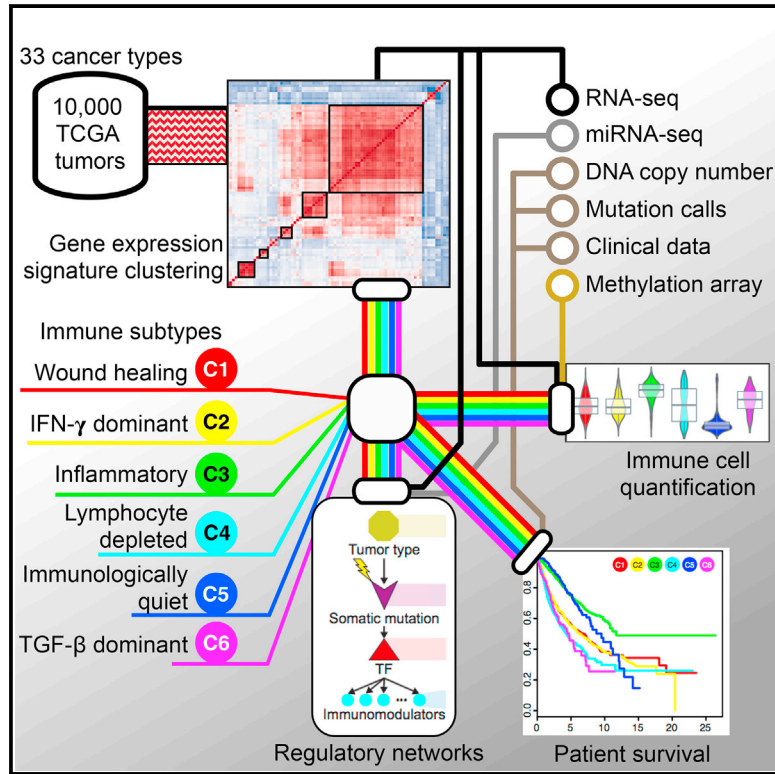 33 cancer types
10,000
TCGA
tumors
Gene expression
signature clustering
RNA-seq
miRNA-seq
DNA copy number
Mutation calls
Clinical data
Methylation array
Immune subtypes
Wound healing C1
IFN-γ dominant C2
Inflammatory C3
Lymphocyte
depleted C4
Immunologically
quiet C5
TGF-β dominant C6
Immune cell
quantification
Tumor type
Somatic mutation
TF
...
Immunomodulators
Regulatory networks
C1 C2 C3 C4 C5 C6
0.8
0.6
0.4
0.2
0.0
0 5 10 15 20 25
Patient survival